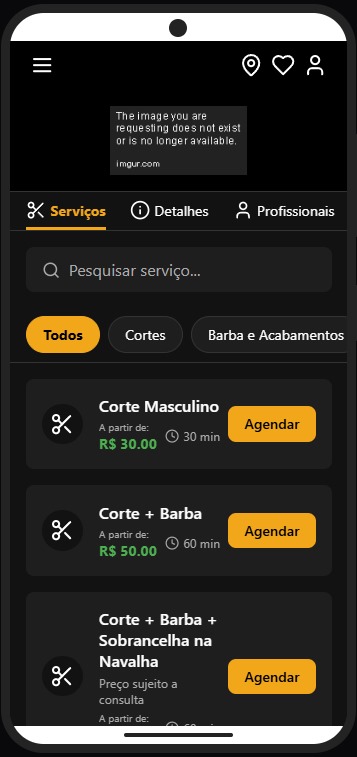 The image you are
requesting does not exist
or is no longer available.
imgur.com
Serviços
Detalhes
Profissionais
Pesquisar serviço...
Todos
Cortes
Barba e Acabamentos
Corte Masculino
A partir de:
R$ 30.00
30 min
Agendar
Corte + Barba
A partir de:
R$ 50.00
60 min
Agendar
Corte + Barba +
Sobrancelha na
Navalha
Preço sujeito a
consulta
A partir de:
Agendar